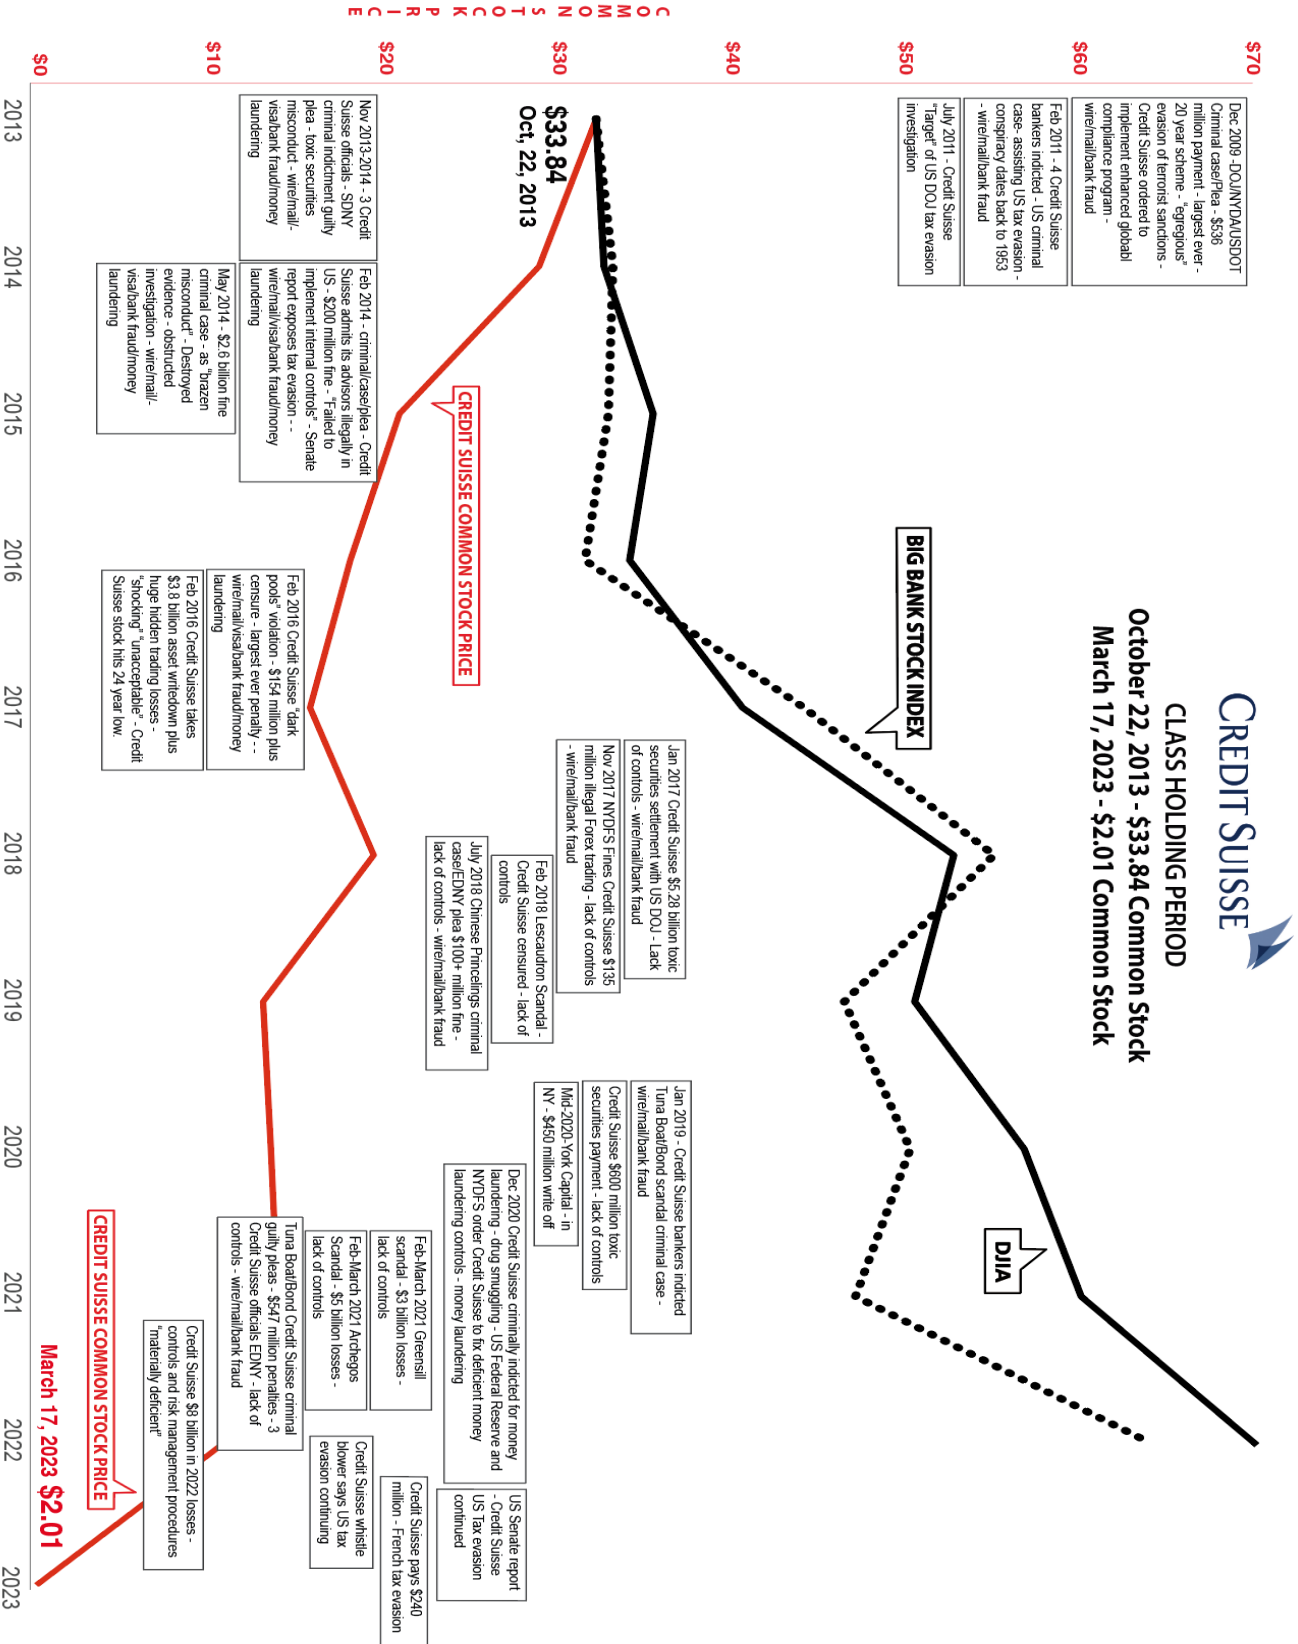 CREDIT SUISSE
CLASS HOLDING PERIOD
October 22, 2013 - $33.84 Common Stock
March 17, 2023 - $2.01 Common Stock
COMMON STOCK PRICE
$70
$60
$50
$40
$30
$20
$10
$0
Dec 2009 -DOJ/NYDA/USDOT
Criminal case/Plea - $536
million payment - largest ever -
20 year scheme - "egregious"
evasion of terrorist sanctions -
Credit Suisse ordered to
implement enhanced globabl
compliance program -
wire/mail/bank fraud
Feb 2011 - 4 Credit Suisse
bankers indicted - US criminal
case- assisting US tax evasion -
conspiracy dates back to 1953
- wire/mail/bank fraud
July 2011 - Credit Suisse
"Target" of US DOJ tax evasion
investigation
BIG BANK STOCK INDEX
DJIA
$33.84
Oct, 22, 2013
CREDIT SUISSE COMMON STOCK PRICE
Nov 2013-2014 - 3 Credit
Suisse officials - SDNY
criminal indictment guilty
plea - toxic securities
misconduct - wire/mail/-
visa/bank fraud/money
laundering
Feb 2014 - criminal/case/plea - Credit
Suisse admits its advisors illegally in
US - $200 million fine - "Failed to
implement internal controls" - Senate
report exposes tax evasion - -
wire/mail/visa/bank fraud/money
laundering
May 2014 - $2.6 billion fine
criminal case - as "brazen
misconduct" - Destroyed
evidence - obstructed
investigation - wire/mail/-
visa/bank fraud/money
laundering
Feb 2016 Credit Suisse "dark
pools" violation - $154 million plus
censure - largest ever penalty - -
wire/mail/visa/bank fraud/money
laundering
Feb 2016 Credit Suisse takes
$3.8 billion asset writedown plus
huge hidden trading losses -
"shocking" "unacceptable" - Credit
Suisse stock hits 24 year low.
Jan 2017 Credit Suisse $5.28 billion toxic
securities settlement with US DOJ - Lack
of controls - wire/mail/bank fraud
Nov 2017 NYDFS Fines Credit Suisse $135
million illegal Forex trading - lack of controls
- wire/mail/bank fraud
Feb 2018 Lescaudron Scandal -
Credit Suisse censured - lack of
controls
July 2018 Chinese Princelings criminal
case/EDNY plea $100+ million fine -
lack of controls - wire/mail/bank fraud
Jan 2019 - Credit Suisse bankers indicted
Tuna Boat/Bond scandal criminal case -
wire/mail/bank fraud
Credit Suisse $600 million toxic
securities payment - lack of controls
Mid-2020-York Capital - in
NY - $450 million write off
Dec 2020 Credit Suisse criminally indicted for money
laundering - drug smuggling - US Federal Reserve and
NYDFS order Credit Suisse to fix deficient money
laundering controls - money laundering
US Senate report
- Credit Suisse
US Tax evasion
continued
Feb-March 2021 Greensill
scandal - $3 billion losses -
lack of controls
Credit Suisse pays $240
million - French tax evasion
Feb-March 2021 Archegos
Scandal - $5 billion losses -
lack of controls
Credit Suisse whistle
blower says US tax
evasion continuing
Tuna Boat/Bond Credit Suisse criminal
guilty pleas - $547 million penalties - 3
Credit Suisse officials EDNY - lack of
controls - wire/mail/bank fraud
Credit Suisse $8 billion in 2022 losses -
controls and risk management procedures
"materially deficient"
CREDIT SUISSE COMMON STOCK PRICE
March 17, 2023 $2.01
2013
2014
2015
2016
2017
2018
2019
2020
2021
2022
2023